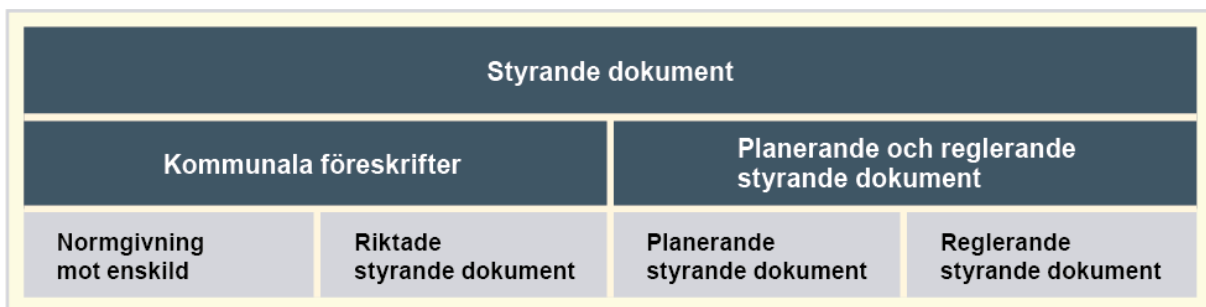 Styrande dokument
Kommunala föreskrifter
Planerande och reglerande
styrande dokument
Normgivning
mot enskild
Riktade
styrande dokument
Planerande
styrande dokument
Reglerande
styrande dokument